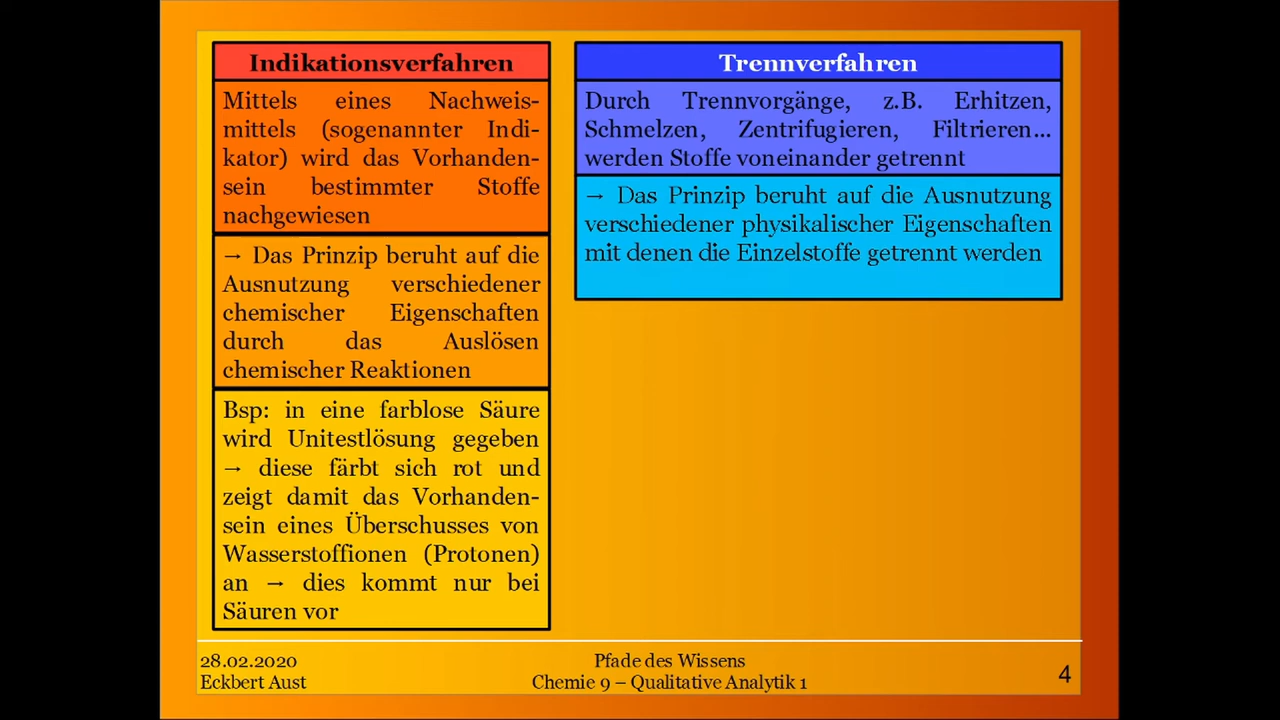 Indikationsverfahren
Mittels eines Nachweis-
mittels (sogenannter Indi-
kator) wird das Vorhanden-
sein bestimmter Stoffe
nachgewiesen
→ Das Prinzip beruht auf die
Ausnutzung verschiedener
chemischer Eigenschaften
durch das Auslösen
chemischer Reaktionen
Bsp: in eine farblose Säure
wird Unitestlösung gegeben
→ diese färbt sich rot und
zeigt damit das Vorhanden-
sein eines Überschusses von
Wasserstoffionen (Protonen)
an → dies kommt nur bei
Säuren vor
Trennverfahren
Durch Trennvorgänge, z.B. Erhitzen,
Schmelzen, Zentrifugieren, Filtrieren...
werden Stoffe voneinander getrennt
→ Das Prinzip beruht auf die Ausnutzung
verschiedener physikalischer Eigenschaften
mit denen die Einzelstoffe getrennt werden
28.02.2020
Eckbert Aust
Pfade des Wissens
Chemie 9 – Qualitative Analytik 1
4